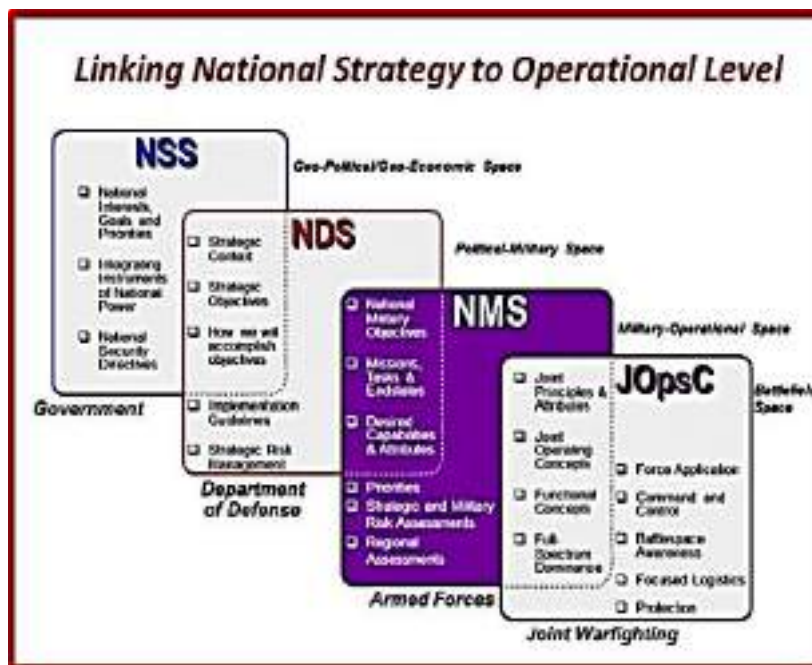 Linking National Strategy to Operational Level
NSS
Geo-Political/Geo-Economic Space
National
Interests,
Goals and
Priorities
Integrating
Instruments
of National
Power
National
Security
Directives
Government
NDS
Political-Military Space
Strategic
Context
Strategic
Objectives
How we will
accomplish
objectives
Implementation
Guidelines
Strategic Risk
Management
Department
of Defense
NMS
Military-Operational Space
National
Military
Objectives
Missions,
Tasks &
Endstates
Desired
Capabilities
& Attributes
Priorities
Strategic and Military
Risk Assessments
Regional
Assessments
Armed Forces
JOpsC
Battlefield
Space
Joint
Principles &
Attributes
Joint
Operating
Concepts
Functional
Concepts
Full-
Spectrum
Dominance
Force Application
Command and
Control
Battlespace
Awareness
Focused Logistics
Protection
Joint Warfighting